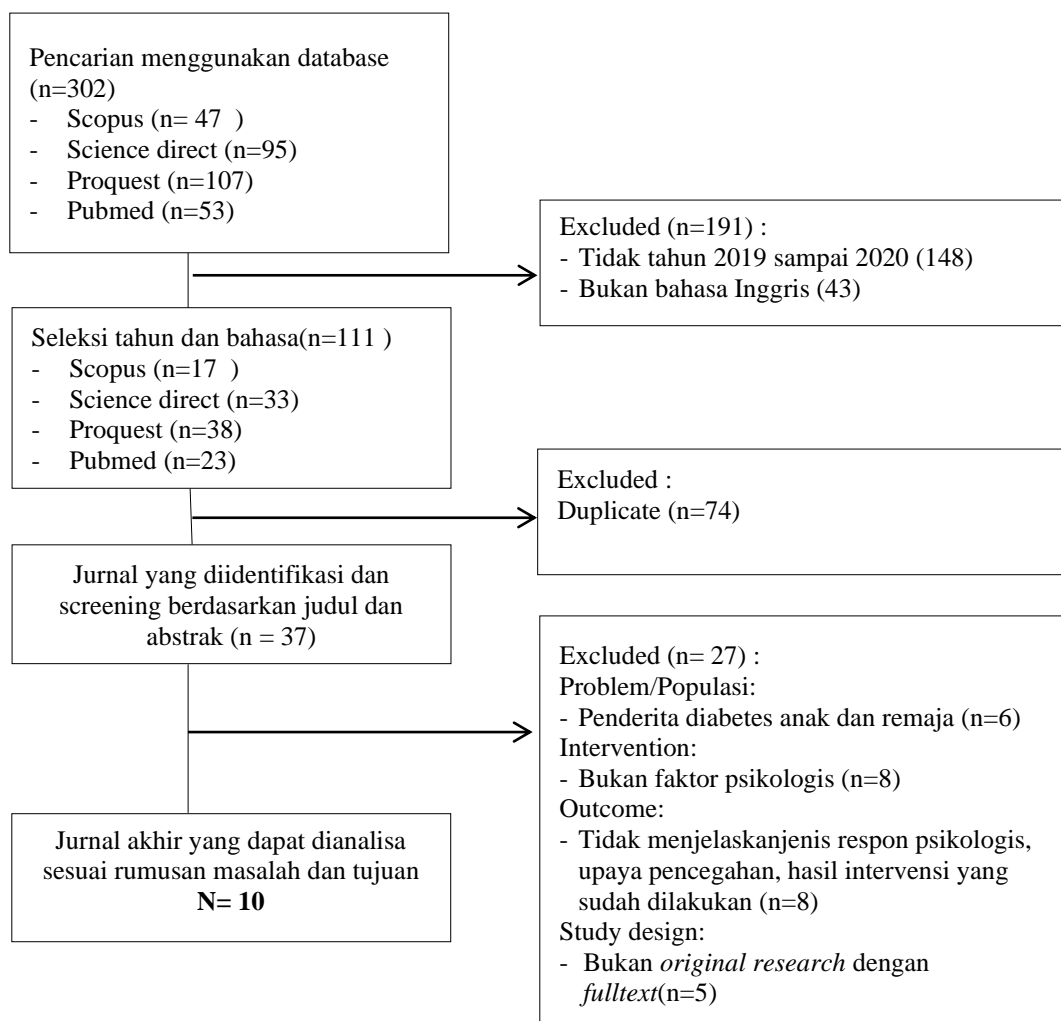 Pencarian menggunakan database
(n=302)
- Scopus (n= 47 )
- Science direct (n=95)
- Proquest (n=107)
- Pubmed (n=53)
Excluded (n=191) :
- Tidak tahun 2019 sampai 2020 (148)
- Bukan bahasa Inggris (43)
Seleksi tahun dan bahasa(n=111 )
- Scopus (n=17 )
- Science direct (n=33)
- Proquest (n=38)
- Pubmed (n=23)
Excluded :
Duplicate (n=74)
Jurnal yang diidentifikasi dan
screening berdasarkan judul dan
abstrak (n = 37)
Excluded (n= 27) :
Problem/Populasi:
- Penderita diabetes anak dan remaja (n=6)
Intervention:
- Bukan faktor psikologis (n=8)
Outcome:
- Tidak menjelaskanjenis respon psikologis,
upaya pencegahan, hasil intervensi yang
sudah dilakukan (n=8)
Study design:
- Bukan original research dengan
fulltext(n=5)
Jurnal akhir yang dapat dianalisa
sesuai rumusan masalah dan tujuan
N= 10